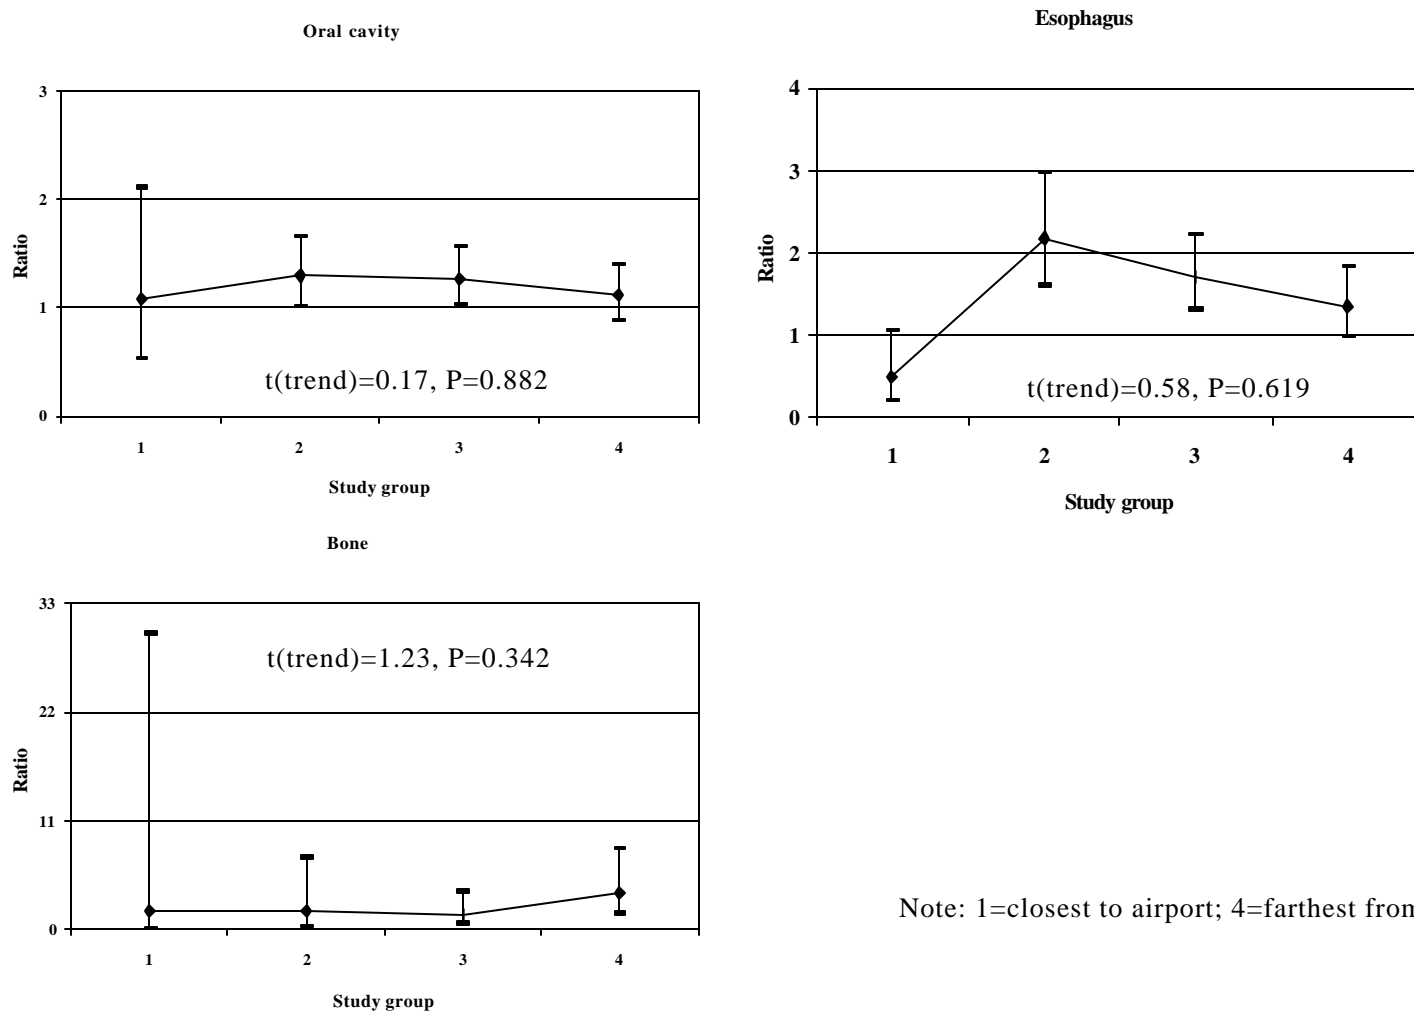 Oral cavity
3
2
1
0
Ratio
t(trend)=0.17, P=0.882
1 2 3 4
Study group
Esophagus
4
3
2
1
0
Ratio
t(trend)=0.58, P=0.619
1 2 3 4
Study group
Bone
33
22
11
0
Ratio
t(trend)=1.23, P=0.342
1 2 3 4
Study group
Note: 1=closest to airport; 4=farthest from